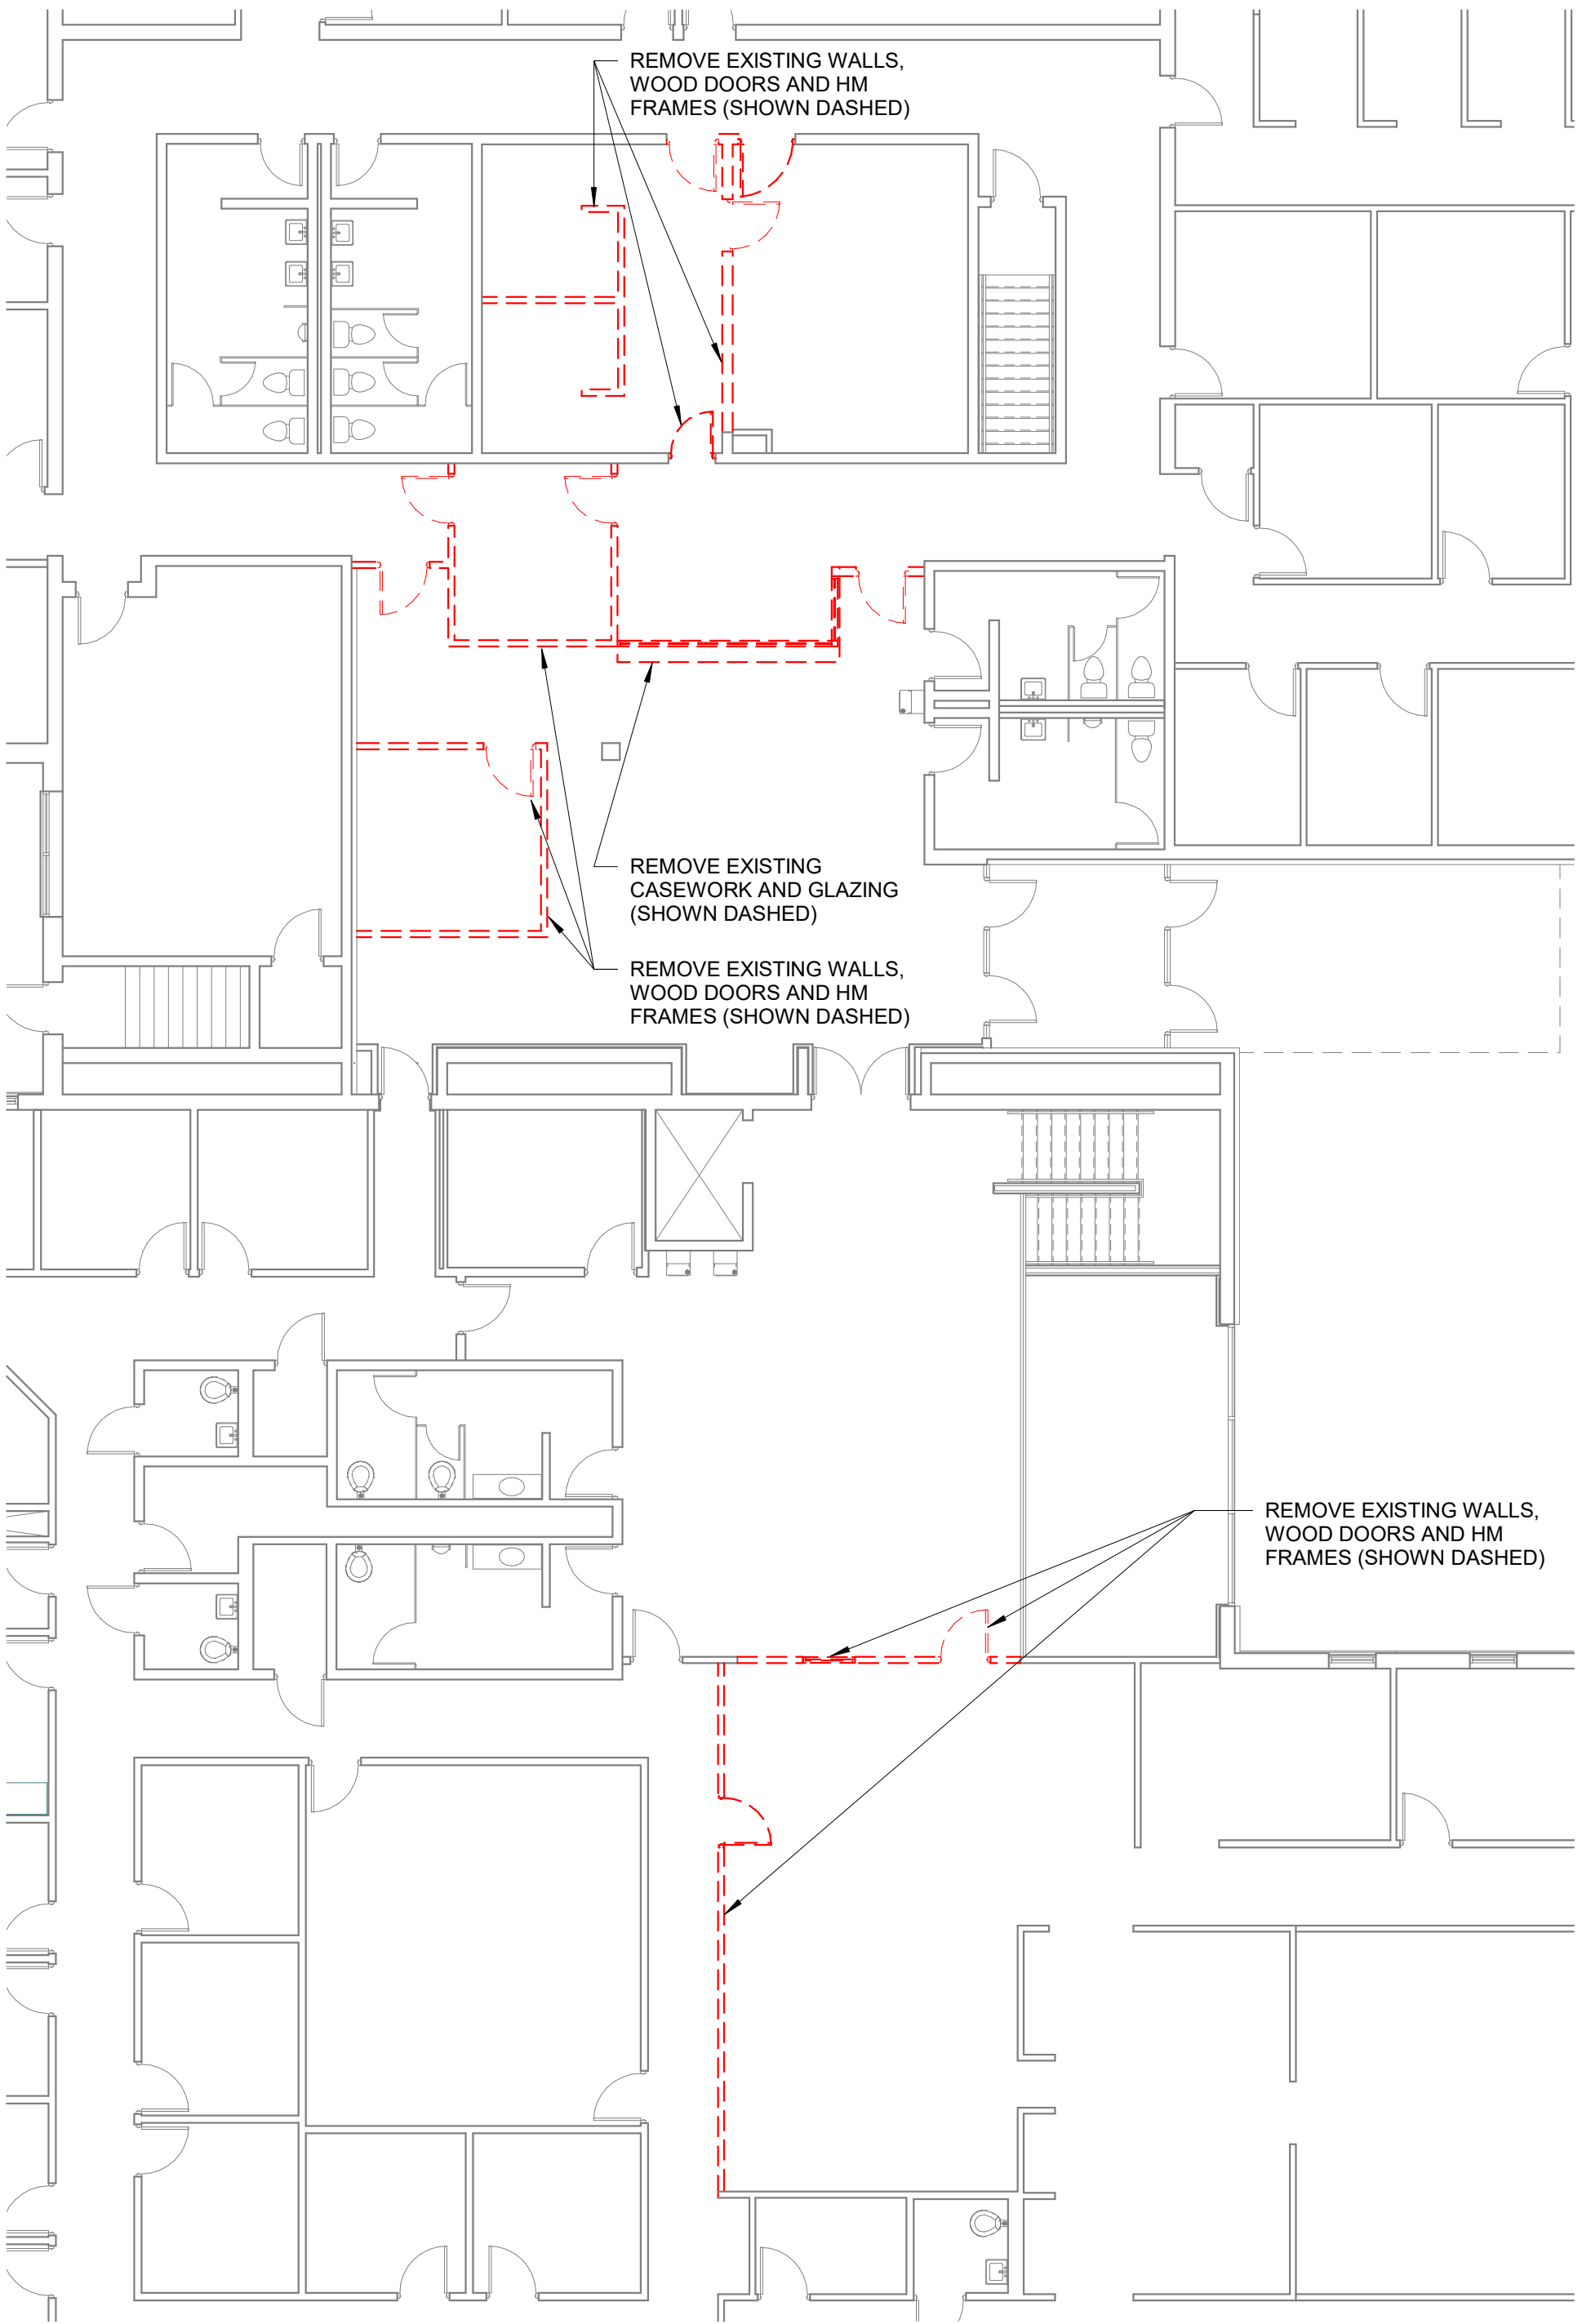 REMOVE EXISTING WALLS,
WOOD DOORS AND HM
FRAMES (SHOWN DASHED)
REMOVE EXISTING
CASEWORK AND GLAZING
(SHOWN DASHED)
REMOVE EXISTING WALLS,
WOOD DOORS AND HM
FRAMES (SHOWN DASHED)
REMOVE EXISTING WALLS,
WOOD DOORS AND HM
FRAMES (SHOWN DASHED)